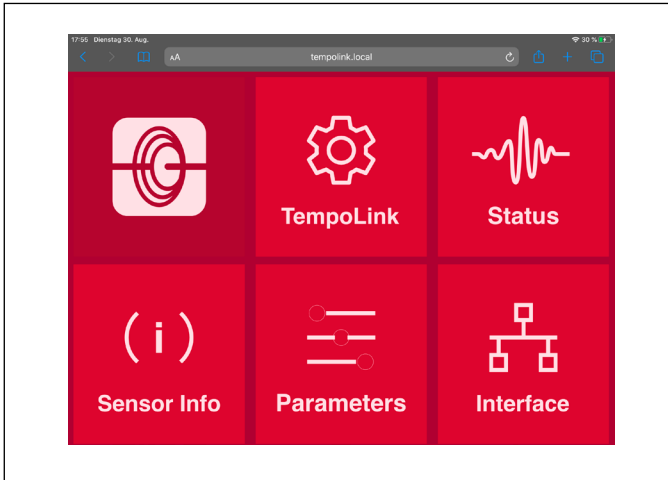 17:55 Dienstag 30. Aug.
30 %
AA
tempolink.local
TempoLink
Status
(i)
Sensor Info
Parameters
Interface